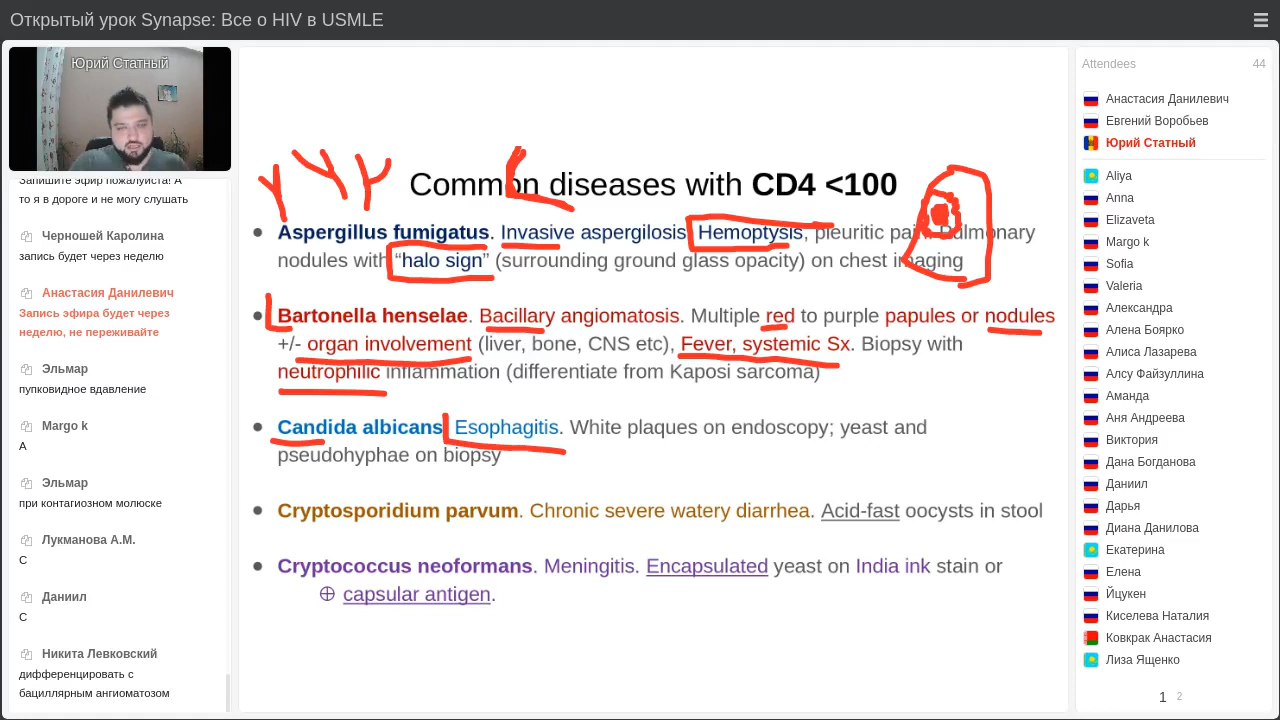 Открытый урок Synapse: Все о HIV в USMLE
Юрий Статный
Запишите эфир пожалуйста! А
то я в дороге и не могу слушать
Черношей Каролина
запись будет через неделю
Анастасия Данилевич
Запись эфира будет через
неделю, не переживайте
Эльмар
пупковидное вдавление
Margo k
А
Эльмар
при контагиозном молюске
Лукманова А.М.
С
Даниил
С
Никита Левковский
дифференцировать с
бациллярным ангиоматозом
Common diseases with CD4 <100
Aspergillus fumigatus. Invasive aspergilosis. Hemoptysis, pleuritic pain. Pulmonary
nodules with “halo sign” (surrounding ground glass opacity) on chest imaging
Bartonella henselae. Bacillary angiomatosis. Multiple red to purple papules or nodules
+/- organ involvement (liver, bone, CNS etc), Fever, systemic Sx. Biopsy with
neutrophilic inflammation (differentiate from Kaposi sarcoma)
Candida albicans. Esophagitis. White plaques on endoscopy; yeast and
pseudohyphae on biopsy
Cryptosporidium parvum. Chronic severe watery diarrhea. Acid-fast oocysts in stool
Cryptococcus neoformans. Meningitis. Encapsulated yeast on India ink stain or
⊕ capsular antigen.
Attendees 44
Анастасия Данилевич
Евгений Воробьев
Юрий Статный
Aliya
Anna
Elizaveta
Margo k
Sofia
Valeria
Александра
Алена Боярко
Алиса Лазарева
Алсу Файзуллина
Аманда
Аня Андреева
Виктория
Дана Богданова
Даниил
Дарья
Диана Данилова
Екатерина
Елена
Йцукен
Киселева Наталия
Ковкрак Анастасия
Лиза Ященко
1 2